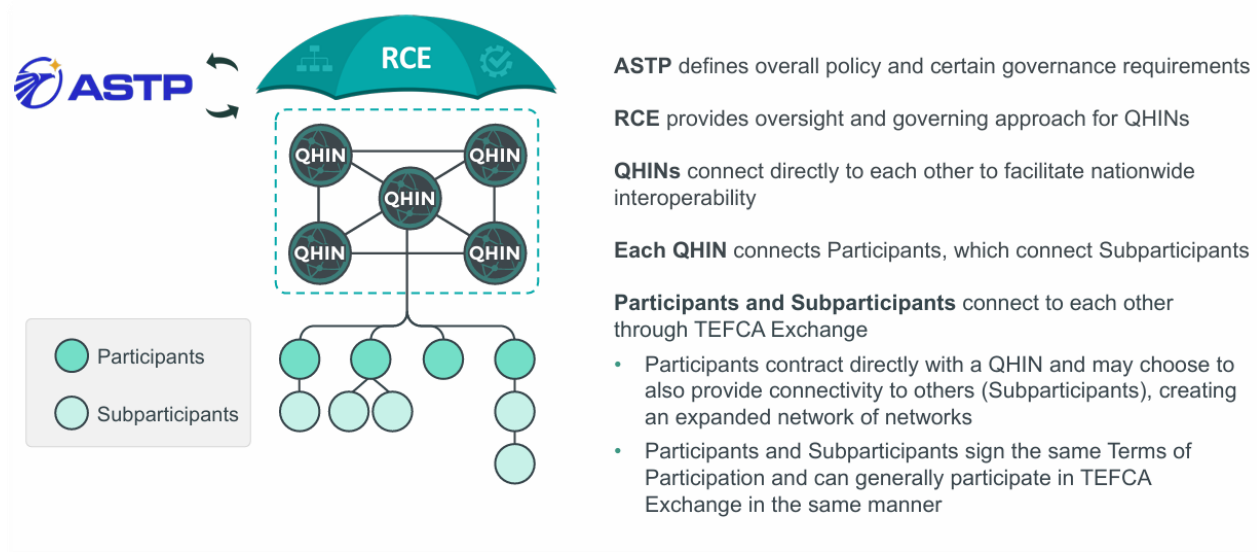 ASTP
RCE
QHIN
QHIN
QHIN
QHIN
QHIN
Participants
Subparticipants
ASTP defines overall policy and certain governance requirements
RCE provides oversight and governing approach for QHINs
QHINs connect directly to each other to facilitate nationwide
interoperability
Each QHIN connects Participants, which connect Subparticipants
Participants and Subparticipants connect to each other
through TEFCA Exchange
• Participants contract directly with a QHIN and may choose to
also provide connectivity to others (Subparticipants), creating
an expanded network of networks
• Participants and Subparticipants sign the same Terms of
Participation and can generally participate in TEFCA
Exchange in the same manner